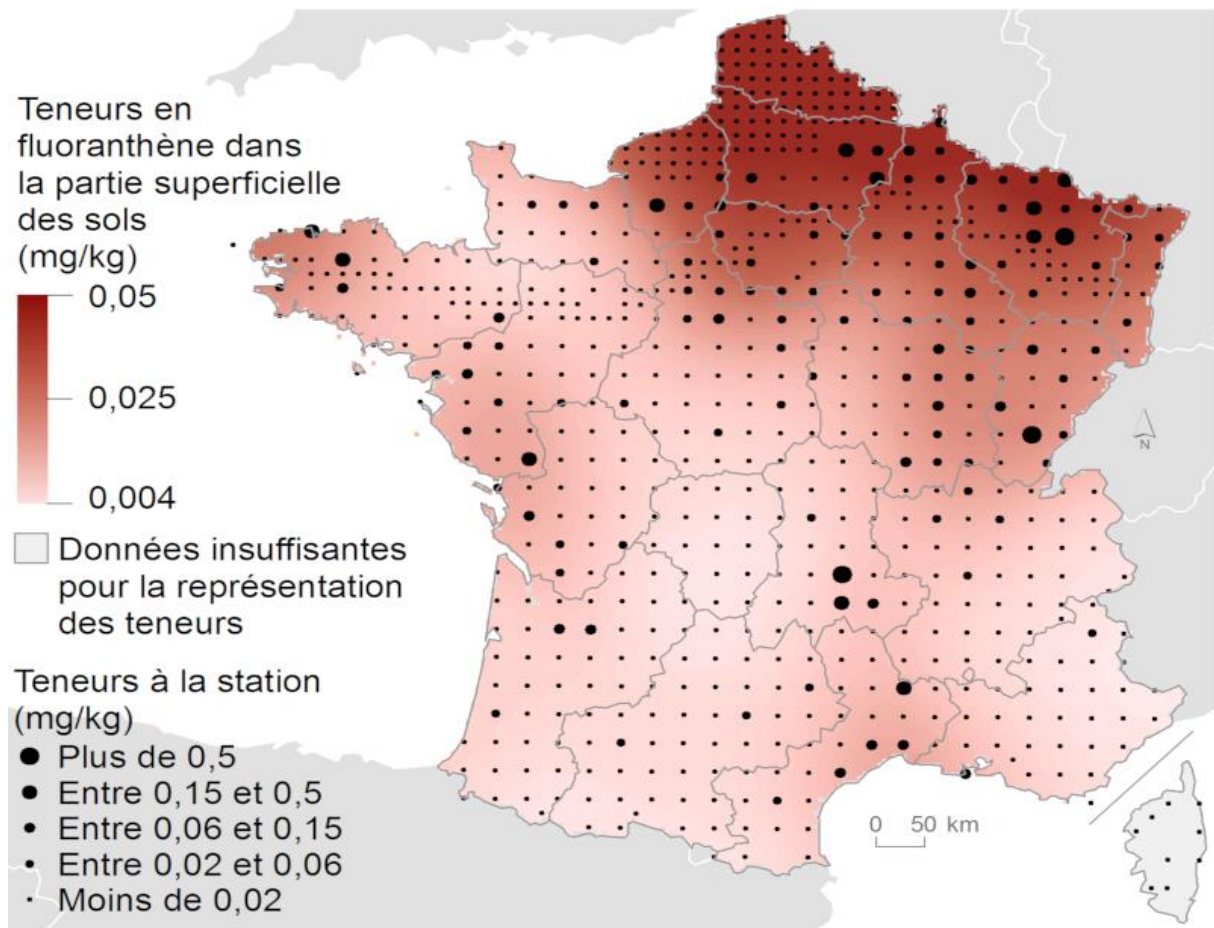 Teneurs en
fluoranthène dans
la partie superficielle
des sols
(mg/kg)
0,05
0,025
0,004
Données insuffisantes
pour la représentation
des teneurs
Teneurs à la station
(mg/kg)
Plus de 0,5
Entre 0,15 et 0,5
Entre 0,06 et 0,15
Entre 0,02 et 0,06
Moins de 0,02
N
0 50 km